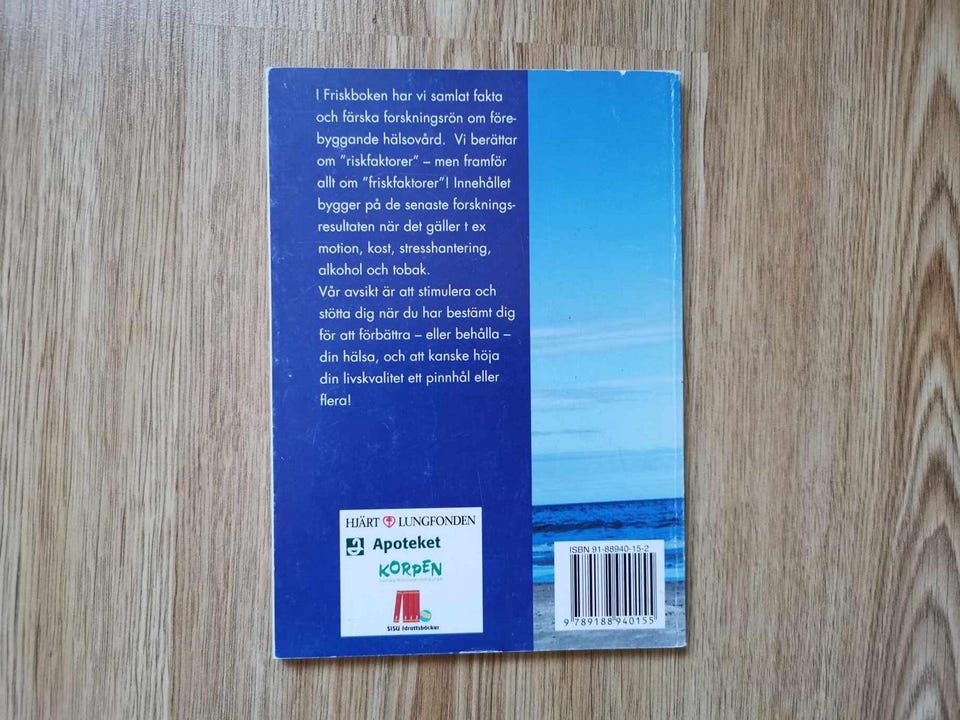 I Friskboken har vi samlat fakta
och färska forskningsrön om före-
byggande hälsovård. Vi berättar
om ”riskfaktorer” – men framför
allt om ”friskfaktorer”! Innehållet
bygger på de senaste forsknings-
resultaten när det gäller t ex
motion, kost, stresshantering,
alkohol och tobak.
Vår avsikt är att stimulera och
stötta dig när du har bestämt dig
för att förbättra – eller behålla –
din hälsa, och att kanske höja
din livskvalitet ett pinnhål eller
flera!
HJÄRT LUNGFONDEN
Apoteket
KORPEN
SISU Idrottsböcker
ISBN 91-88940-15-2
9 789188 940155